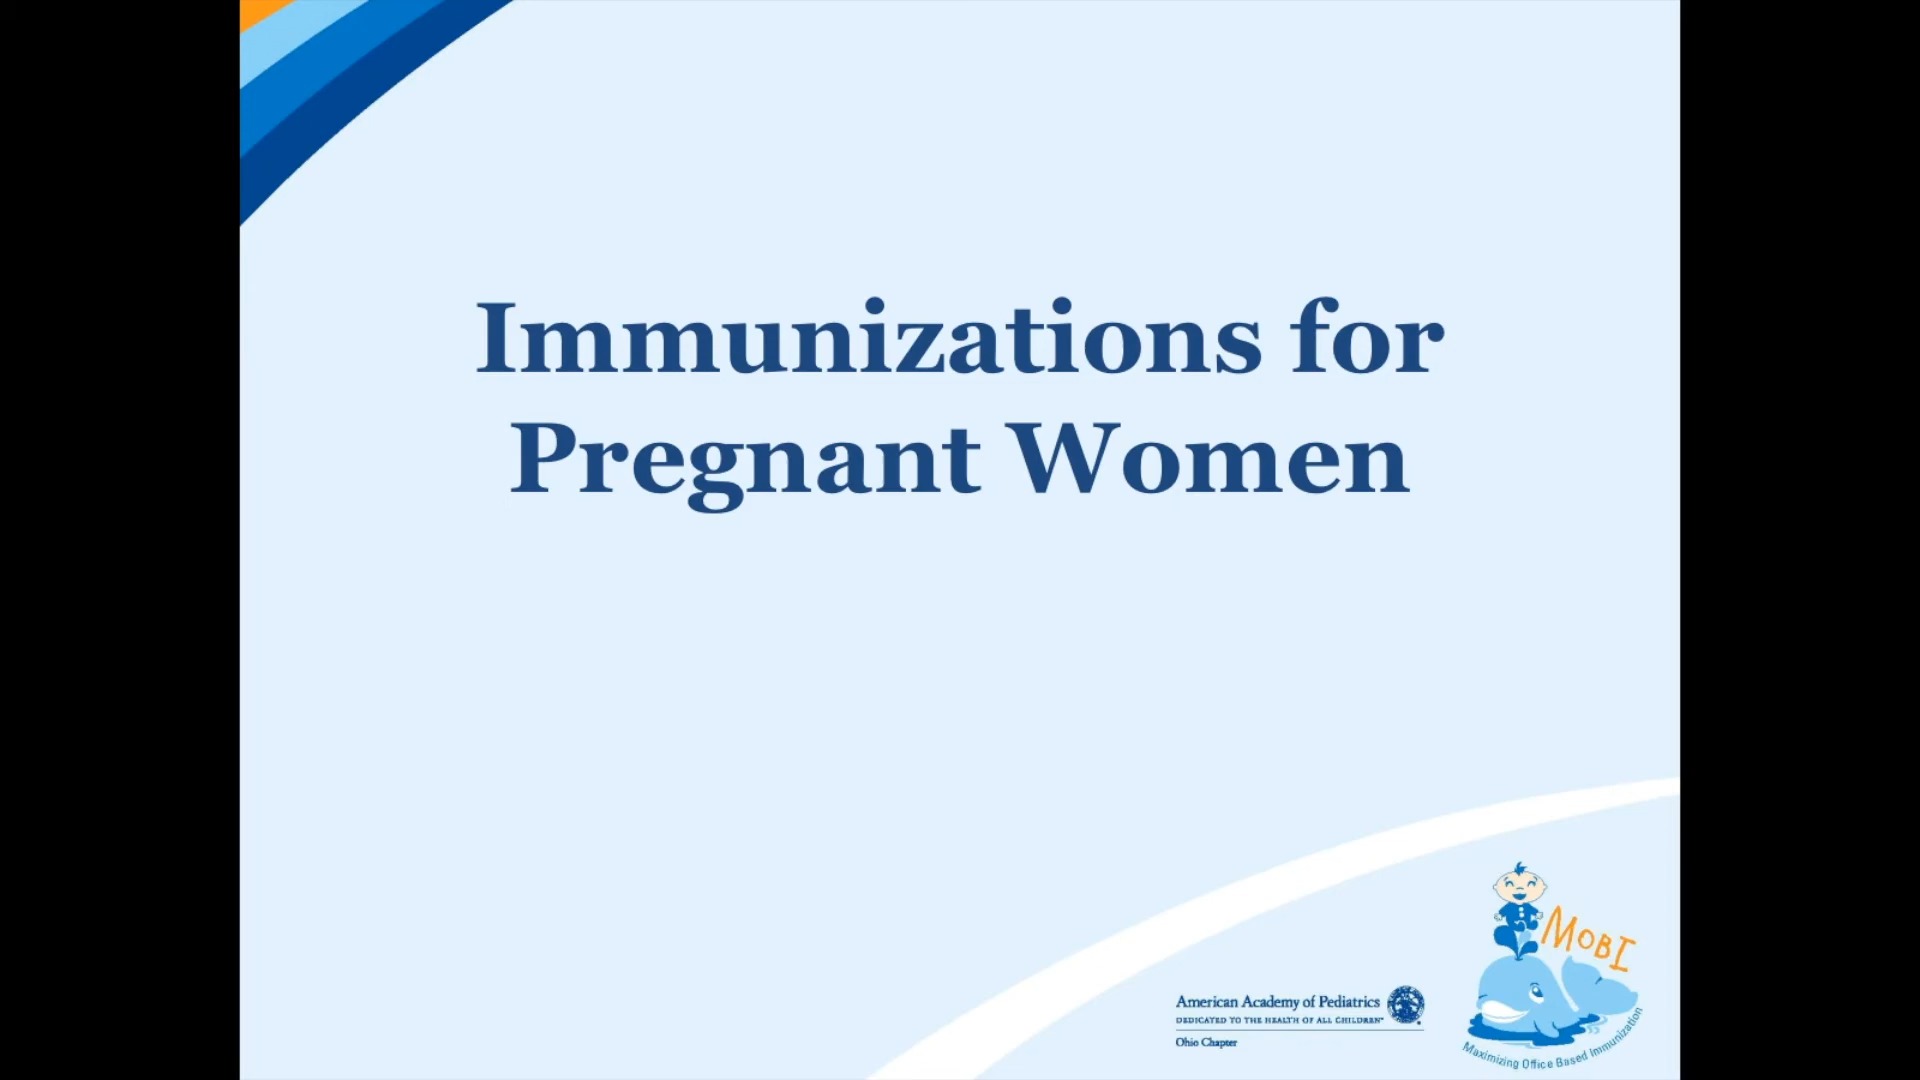 Immunizations for
Pregnant Women
MOBI
American Academy of Pediatrics
DEDICATED TO THE HEALTH OF ALL CHILDREN™
Ohio Chapter
Maximizing Office Based Immunization